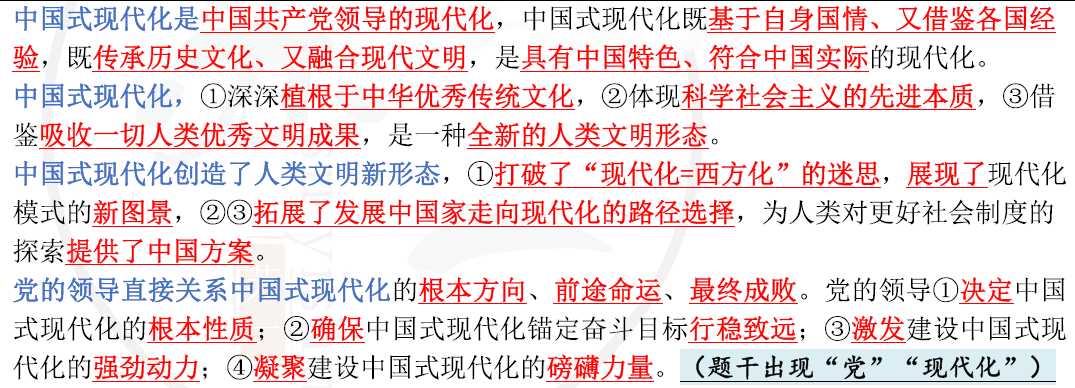 中国式现代化是中国共产党领导的现代化，中国式现代化既基于自身国情、又借鉴各国经
验，既传承历史文化、又融合现代文明，是具有中国特色、符合中国实际的现代化。
中国式现代化，①深深植根于中华优秀传统文化，②体现科学社会主义的先进本质，③借
鉴吸收一切人类优秀文明成果，是一种全新的人类文明形态。
中国式现代化创造了人类文明新形态，①打破了“现代化=西方化”的迷思，展现了现代化
模式的新图景，②③拓展了发展中国家走向现代化的路径选择，为人类对更好社会制度的
探索提供了中国方案。
党的领导直接关系中国式现代化的根本方向、前途命运、最终成败。党的领导①决定中国
式现代化的根本性质；②确保中国式现代化锚定奋斗目标行稳致远；③激发建设中国式现
代化的强劲动力；④凝聚建设中国式现代化的磅礴力量。（题干出现“党”“现代化”）